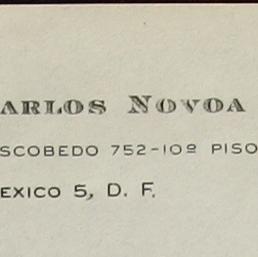 ARLOS NOVOA
SCOBEDO 752-10º PISO
EXICO 5, D. F.